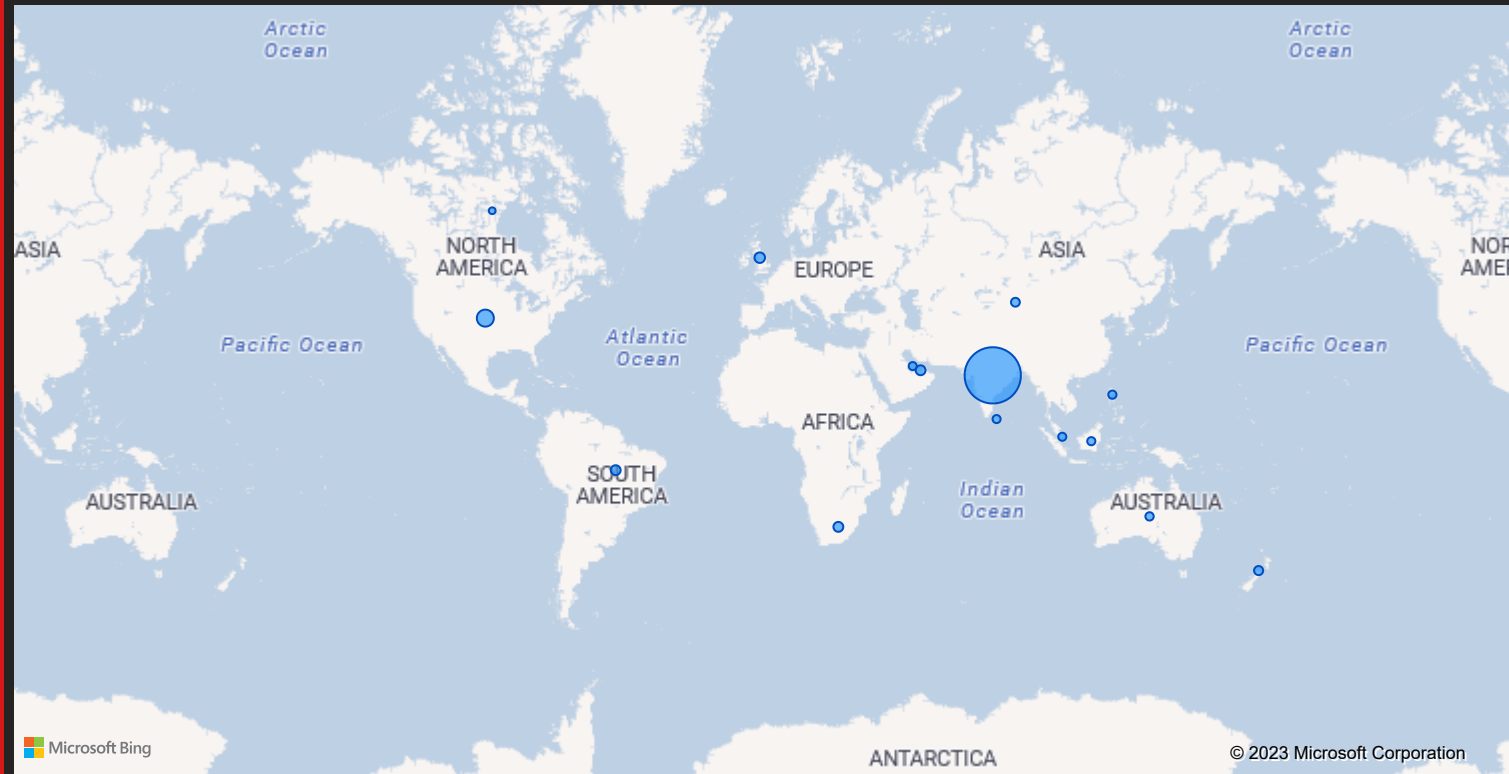 Arctic
Ocean
Arctic
Ocean
NORTH
AMERICA
ASIA
EUROPE
ASIA
NOR
AME
Pacific Ocean
Atlantic
Ocean
Pacific Ocean
AFRICA
SOUTH
AMERICA
Indian
Ocean
AUSTRALIA
AUSTRALIA
Microsoft Bing
ANTARCTICA
© 2023 Microsoft Corporation